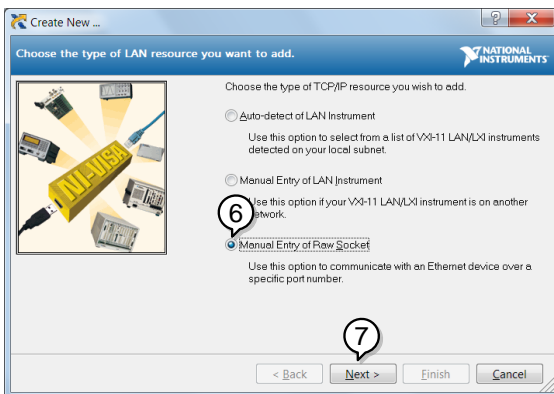 Create New ...
?
X
Choose the type of LAN resource you want to add.
NATIONAL
INSTRUMENTS
Choose the type of TCP/IP resource you wish to add.
Auto-detect of LAN Instrument
Use this option to select from a list of VXI-11 LAN/LXI instruments
detected on your local subnet.
Manual Entry of LAN Instrument
Use this option if your VXI-11 LAN/LXI instrument is on another
network.
6
Manual Entry of Raw Socket
Use this option to communicate with an Ethernet device over a
specific port number.
NI-VISA
7
< Back
Next >
Finish
Cancel